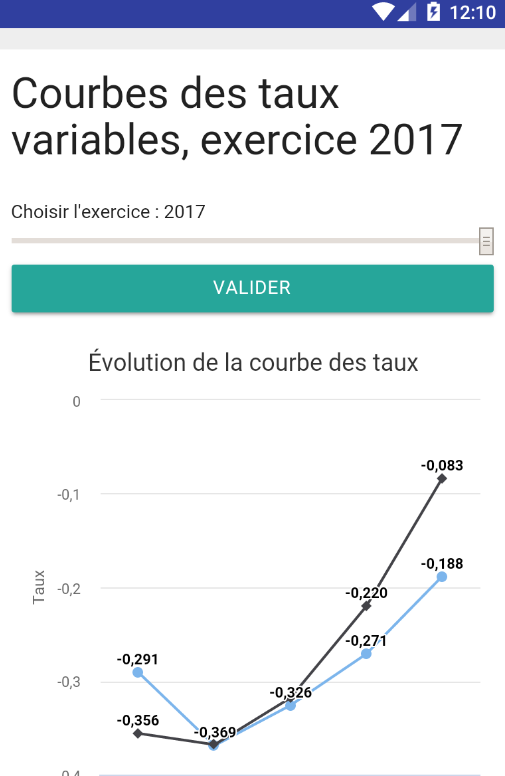 12:10
Courbes des taux
variables, exercice 2017
Choisir l'exercice : 2017
VALIDER
Évolution de la courbe des taux
0
-0,083
-0,1
-0,188
Taux
-0,2
-0,220
-0,271
-0,291
-0,3
-0,326
-0,356
-0,369